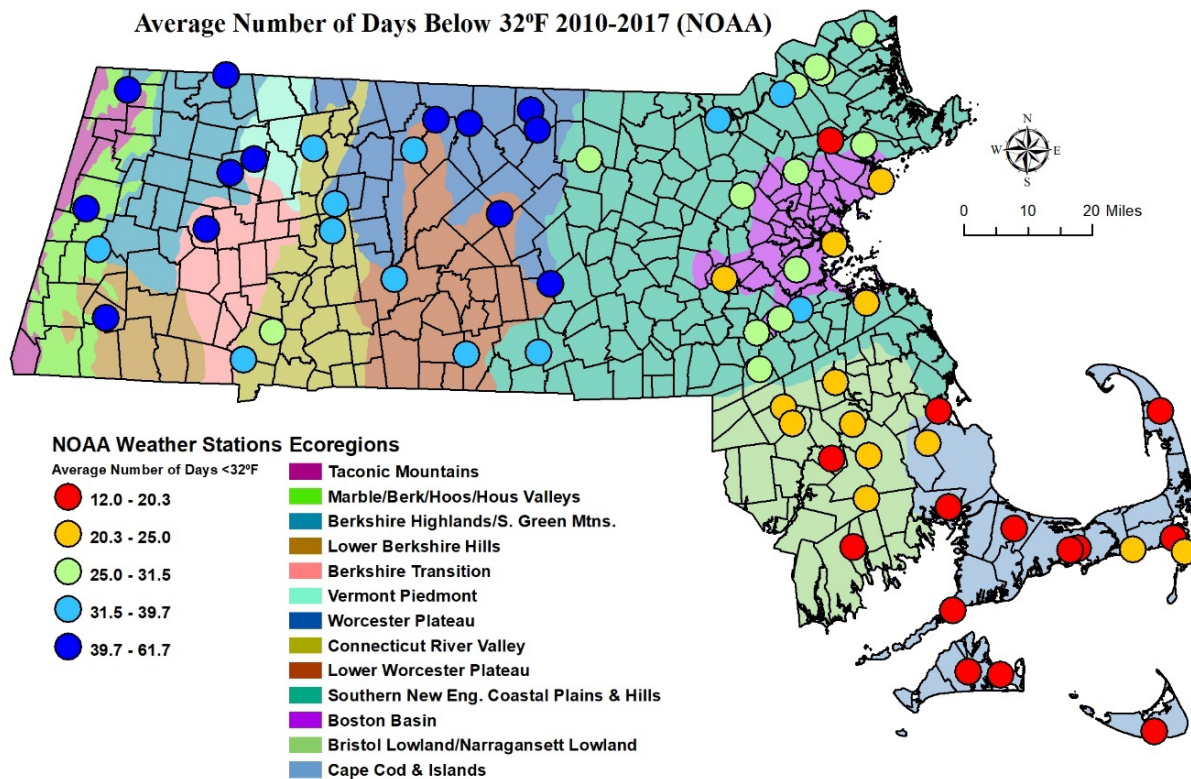 Average Number of Days Below 32ºF 2010-2017 (NOAA)
N
W E
S
0 10 20 Miles
NOAA Weather Stations
Average Number of Days <32ºF
12.0 - 20.3
20.3 - 25.0
25.0 - 31.5
31.5 - 39.7
39.7 - 61.7
Ecoregions
Taconic Mountains
Marble/Berk/Hoos/Hous Valleys
Berkshire Highlands/S. Green Mtns.
Lower Berkshire Hills
Berkshire Transition
Vermont Piedmont
Worcester Plateau
Connecticut River Valley
Lower Worcester Plateau
Southern New Eng. Coastal Plains & Hills
Boston Basin
Bristol Lowland/Narragansett Lowland
Cape Cod & Islands